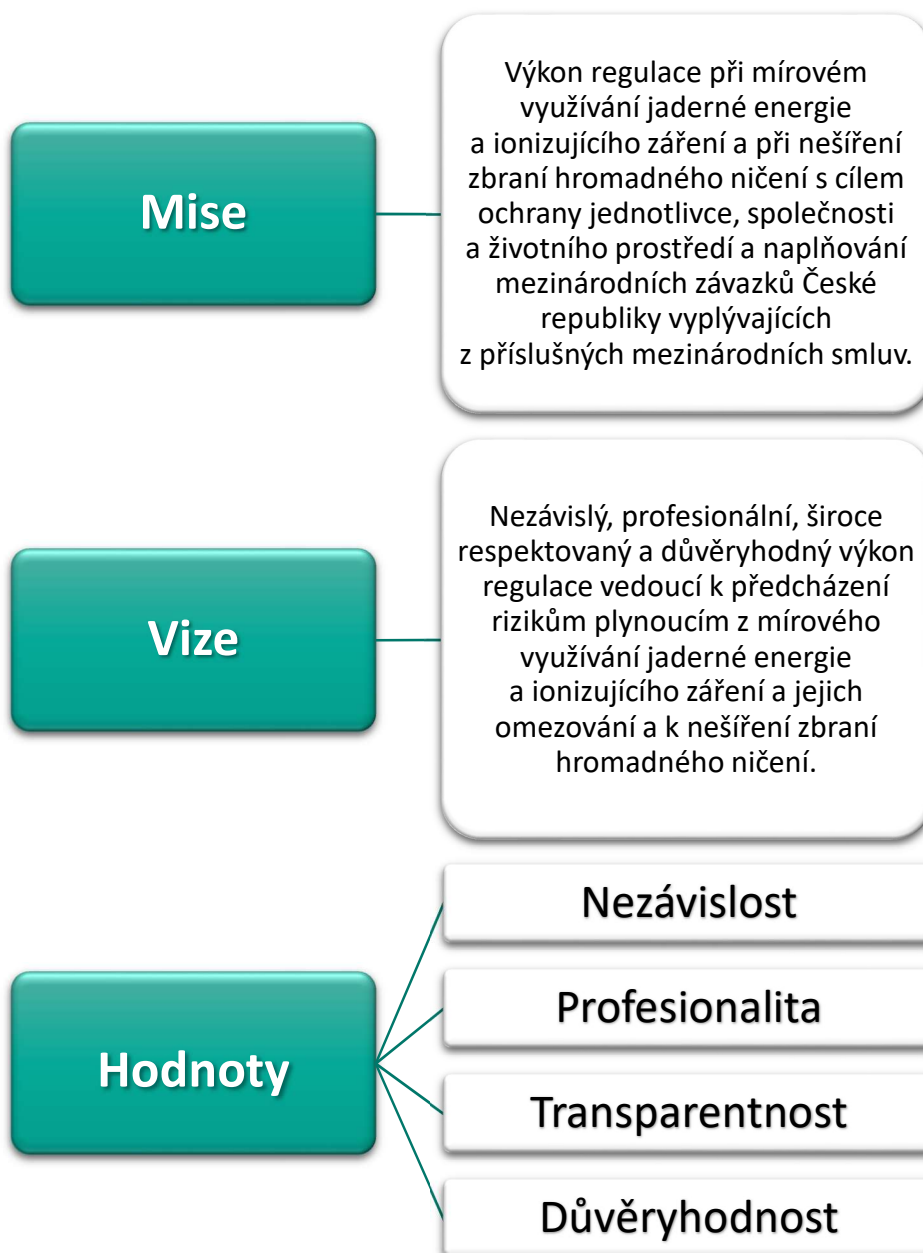 Mise
Výkon regulace při mírovém
využívání jaderné energie
a ionizujícího záření a při nešíření
zbraní hromadného ničení s cílem
ochrany jednotlivce, společnosti
a životního prostředí a naplňování
mezinárodních závazků České
republiky vyplývajících
z příslušných mezinárodních smluv.
Vize
Nezávislý, profesionální, široce
respektovaný a důvěryhodný výkon
regulace vedoucí k předcházení
rizikům plynoucím z mírového
využívání jaderné energie
a ionizujícího záření a jejich
omezování a k nešíření zbraní
hromadného ničení.
Hodnoty
Nezávislost
Profesionalita
Transparentnost
Důvěryhodnost